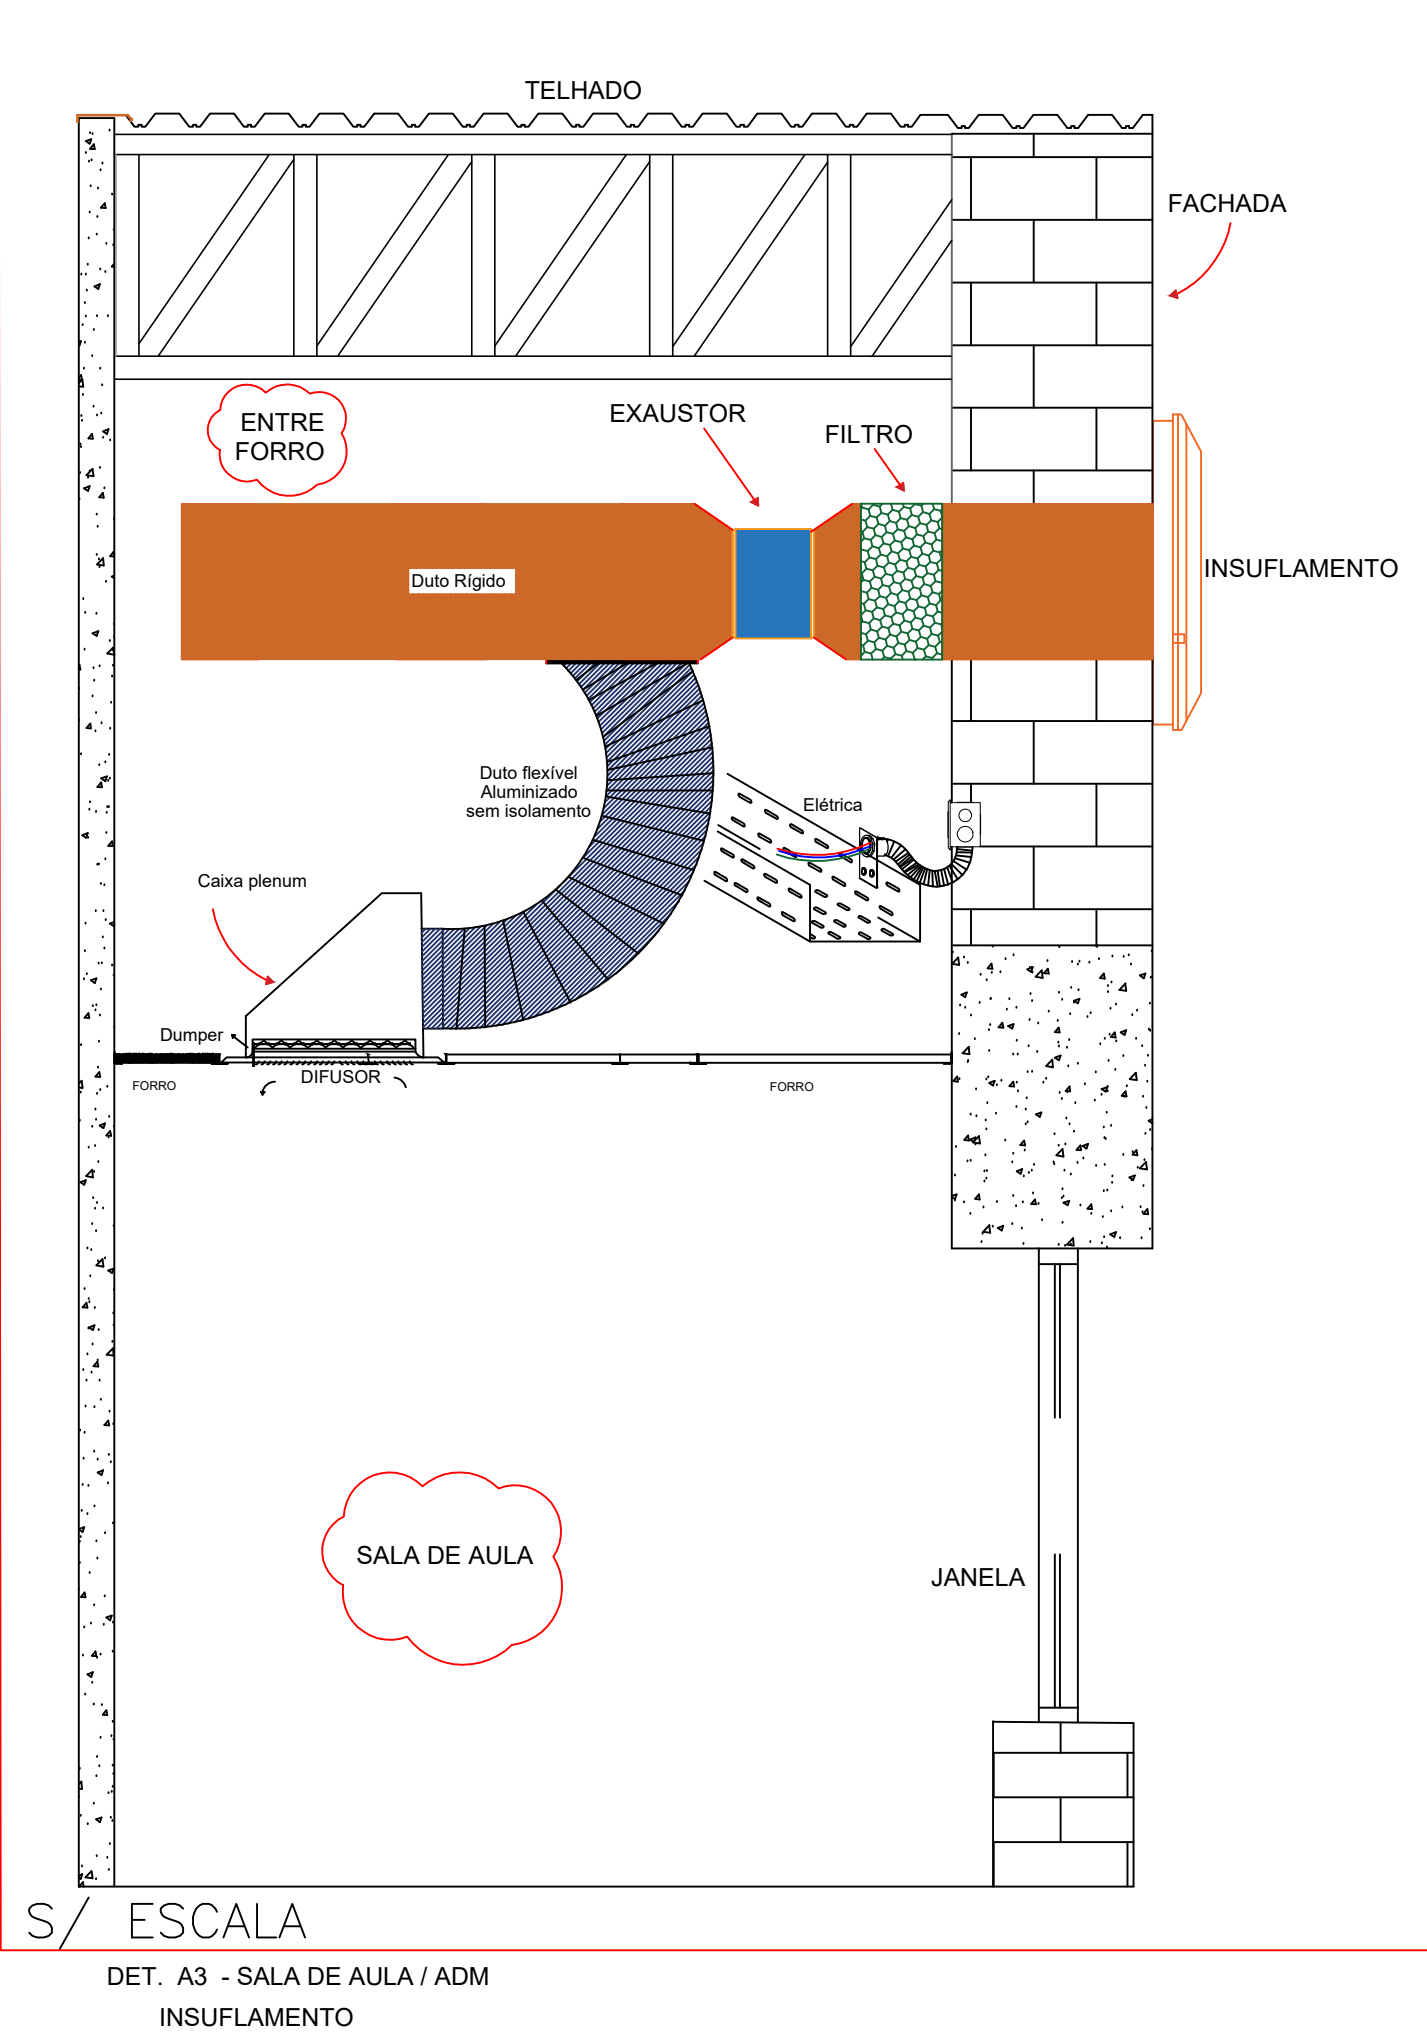 TELHADO
FACHADA
ENTRE
FORRO
EXAUSTOR
FILTRO
INSUFLAMENTO
Duto Rígido
Duto flexível
Aluminizado
sem isolamento
Elétrica
Caixa plenum
Dumper
DIFUSOR
FORRO
FORRO
SALA DE AULA
JANELA
S/ ESCALA
DET. A3 - SALA DE AULA / ADM
INSUFLAMENTO